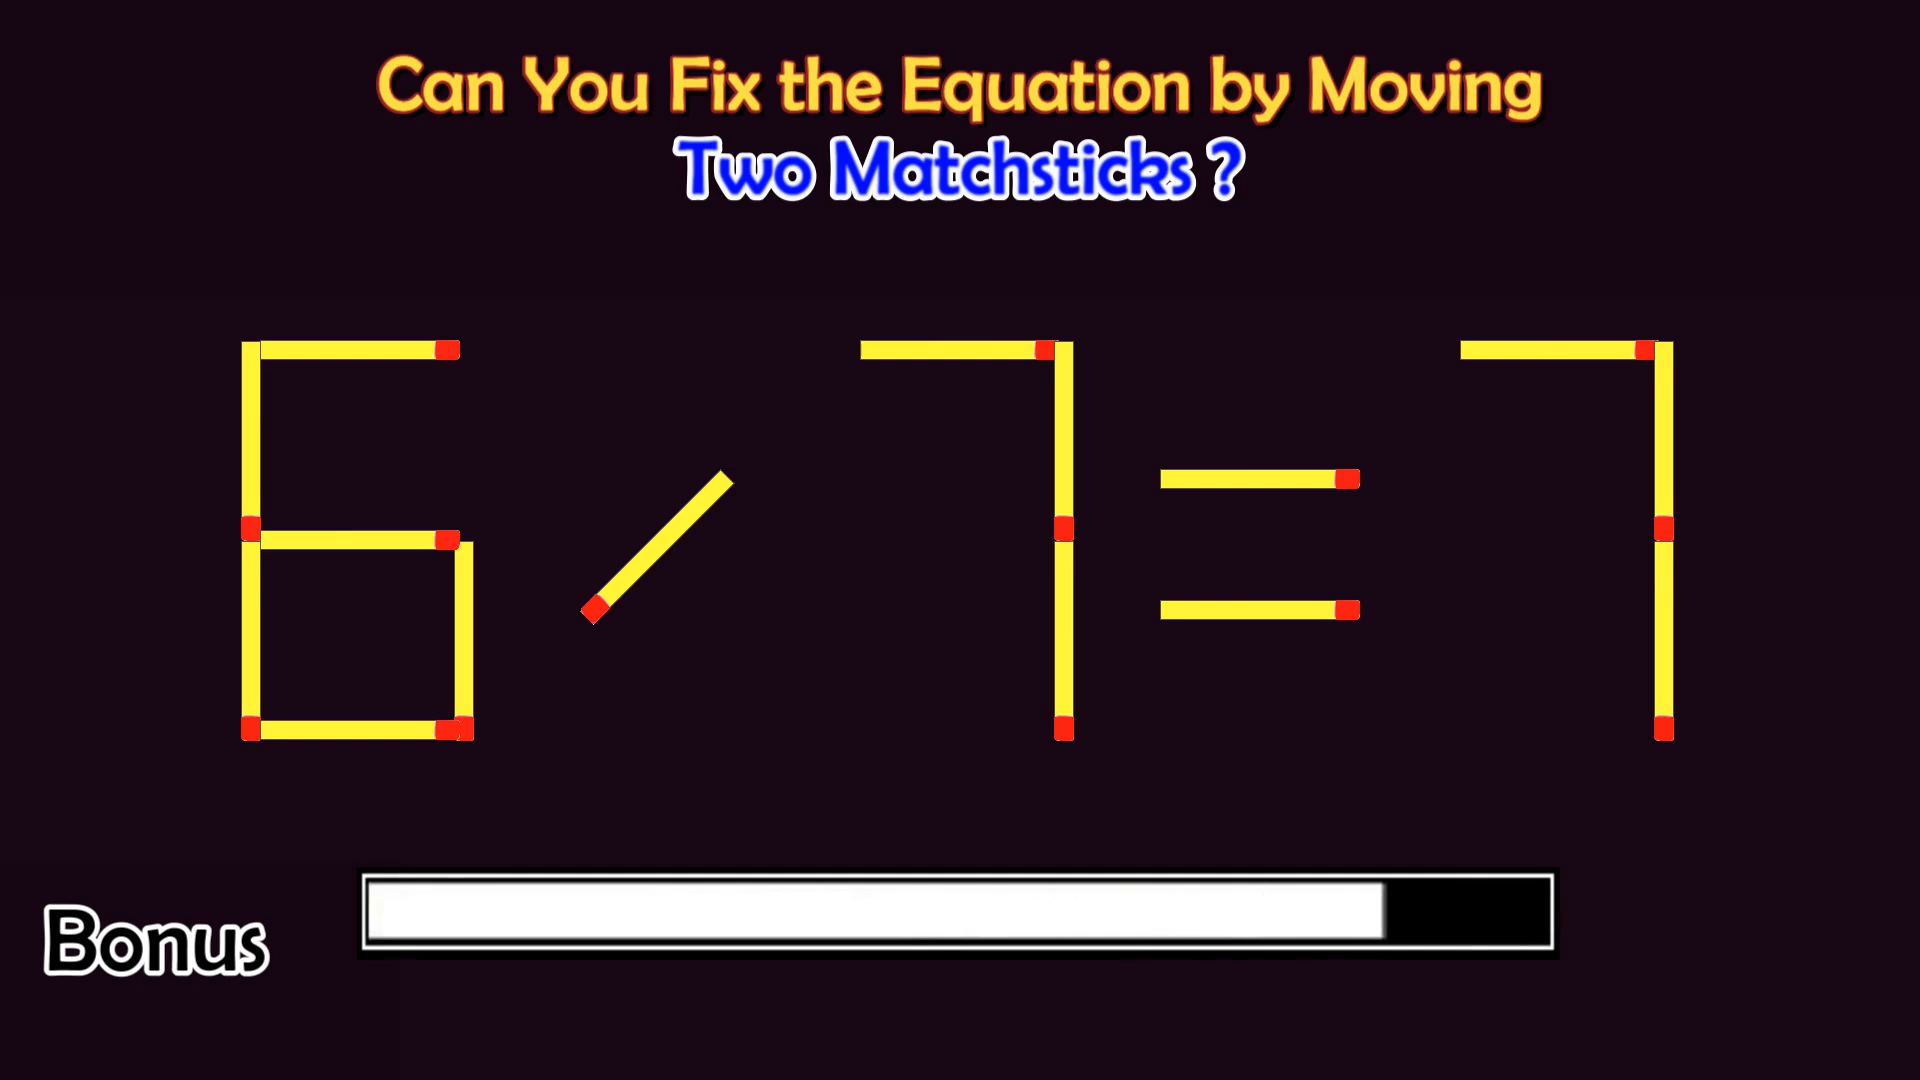 Can You Fix the Equation by Moving
Two Matchsticks ?
6 / 7 = 7
Bonus